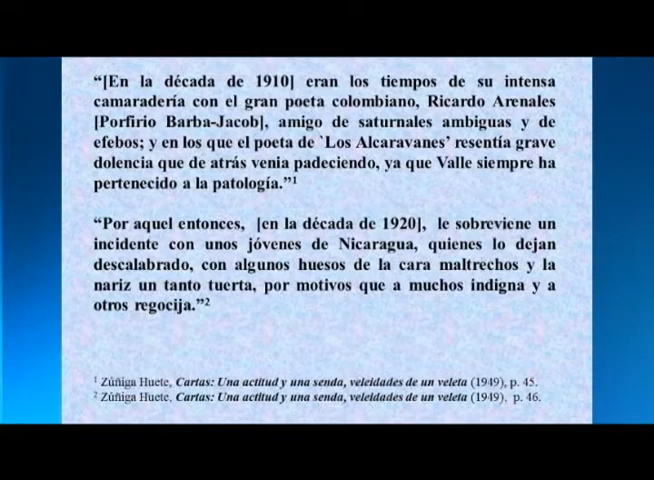 “[En la década de 1910] eran los tiempos de su intensa
camaradería con el gran poeta colombiano, Ricardo Arenales
[Porfirio Barba-Jacob], amigo de saturnales ambiguas y de
efebos; y en los que el poeta de `Los Alcaravanes’ resentía grave
dolencia que de atrás venia padeciendo, ya que Valle siempre ha
pertenecido a la patología.”1
“Por aquel entonces, [en la década de 1920], le sobreviene un
incidente con unos jóvenes de Nicaragua, quienes lo dejan
descalabrado, con algunos huesos de la cara maltrechos y la
nariz un tanto tuerta, por motivos que a muchos indigna y a
otros regocija.”2
1 Zúñiga Huete, Cartas: Una actitud y una senda, veleidades de un veleta (1949), p. 45.
2 Zúñiga Huete, Cartas: Una actitud y una senda, veleidades de un veleta (1949), p. 46.